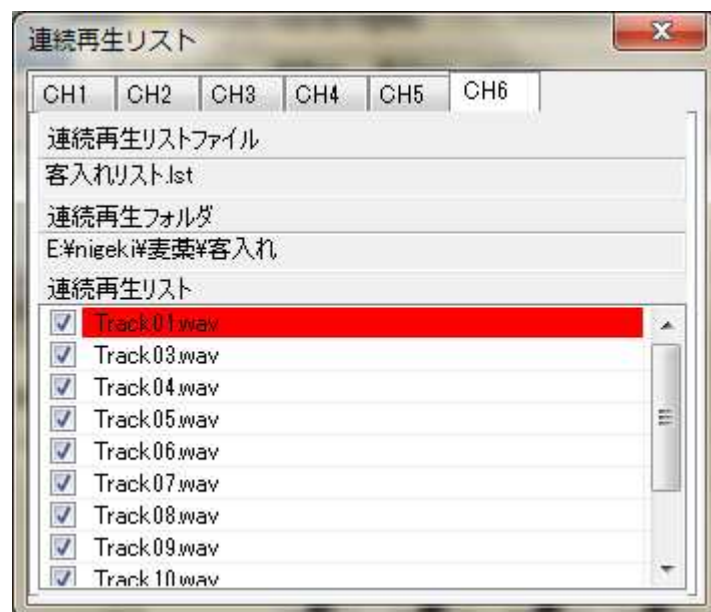 連続再生リスト
CH1 CH2 CH3 CH4 CH5 CH6
連続再生リストファイル
客入れリスト.lst
連続再生フォルダ
E:¥nigeki¥麦藁¥客入れ
連続再生リスト
Track01.wav
Track03.wav
Track04.wav
Track05.wav
Track06.wav
Track07.wav
Track08.wav
Track09.wav
Track10.wav